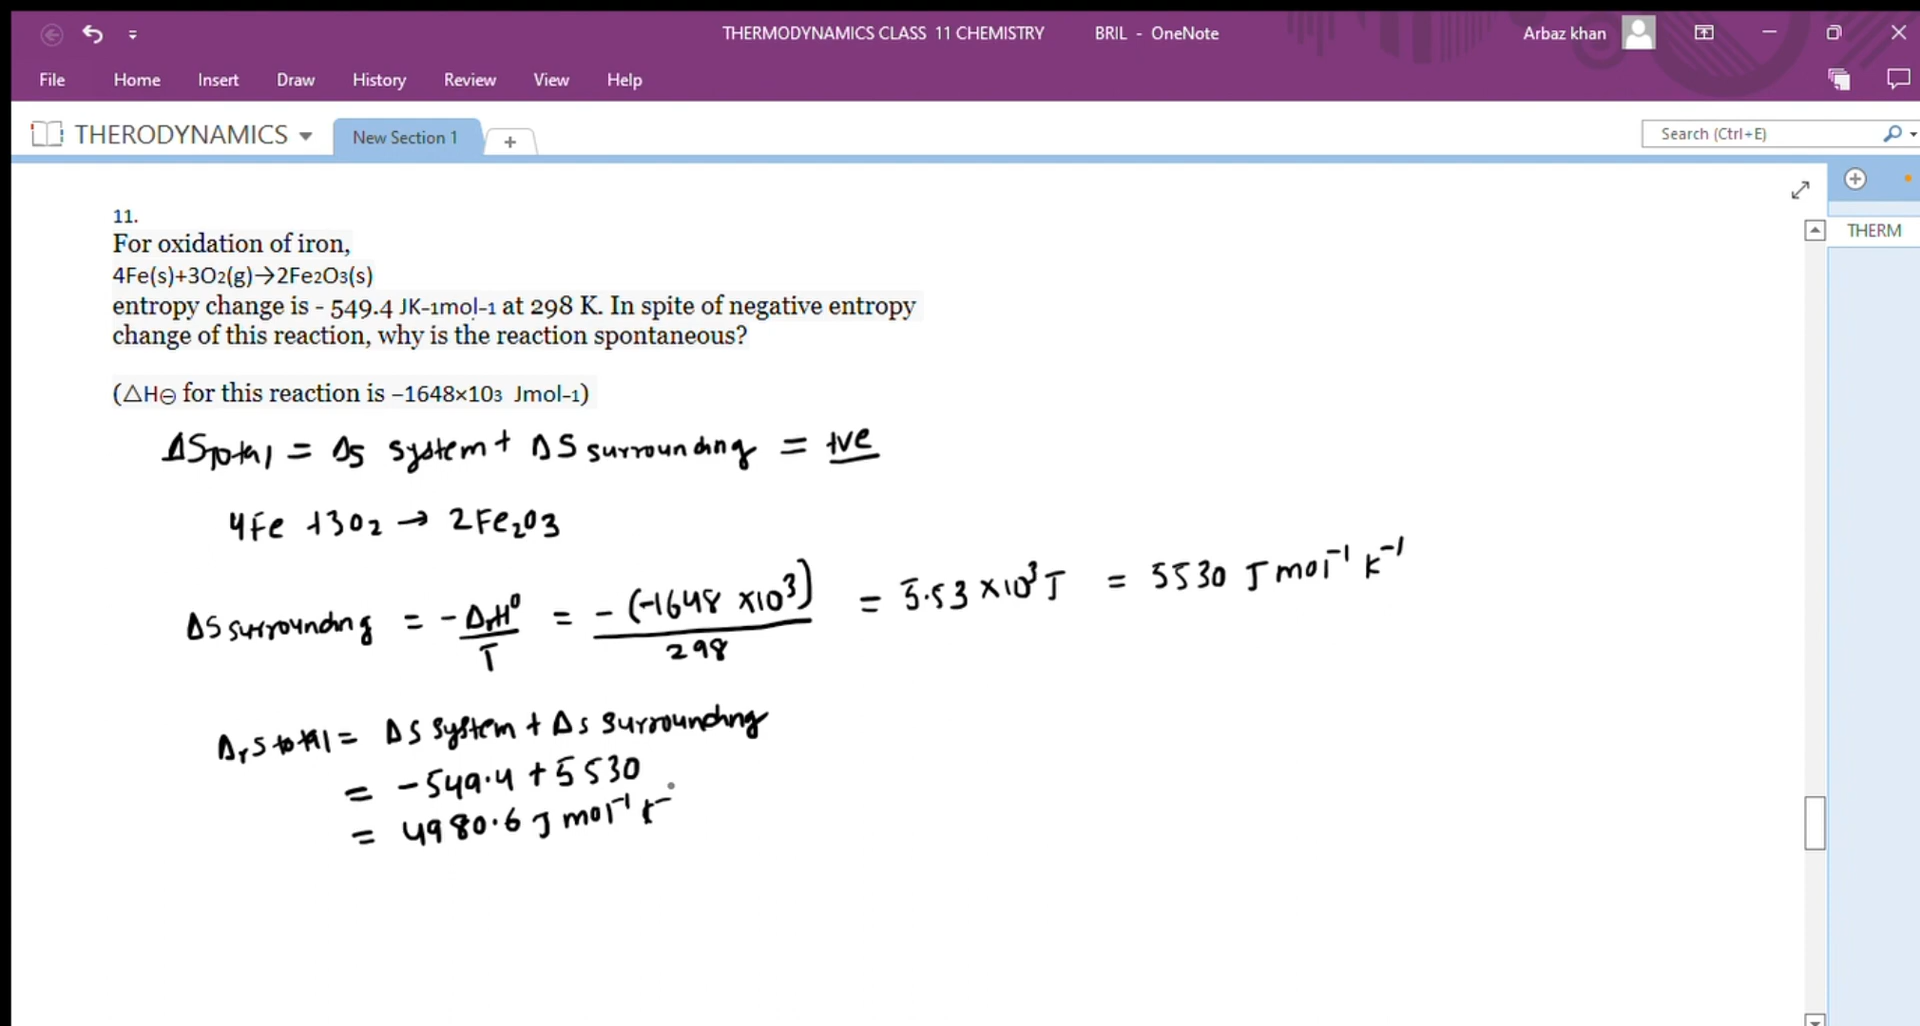 THERMODYNAMICS CLASS 11 CHEMISTRY BRIL - OneNote Arbaz khan
File Home Insert Draw History Review View Help
THERODYNAMICS New Section 1 + Search (Ctrl+E)
THERM
11.
For oxidation of iron,
4Fe(s)+3O2(g)→2Fe2O3(s)
entropy change is - 549.4 JK-1mol-1 at 298 K. In spite of negative entropy
change of this reaction, why is the reaction spontaneous?
(△H⊖ for this reaction is −1648×103 Jmol-1)
ΔSTotal = ΔS system + ΔS surrounding = +ve
4Fe + 3O₂ → 2Fe₂O₃
ΔS surrounding = -ΔrH⁰/T = -(-1648 ×10³)/298 = 5.53 ×10³ J = 5530 J mol⁻¹ K⁻¹
ΔrS total = ΔS system + ΔS surrounding
= -549.4 + 5530
= 4980.6 J mol⁻¹ K⁻